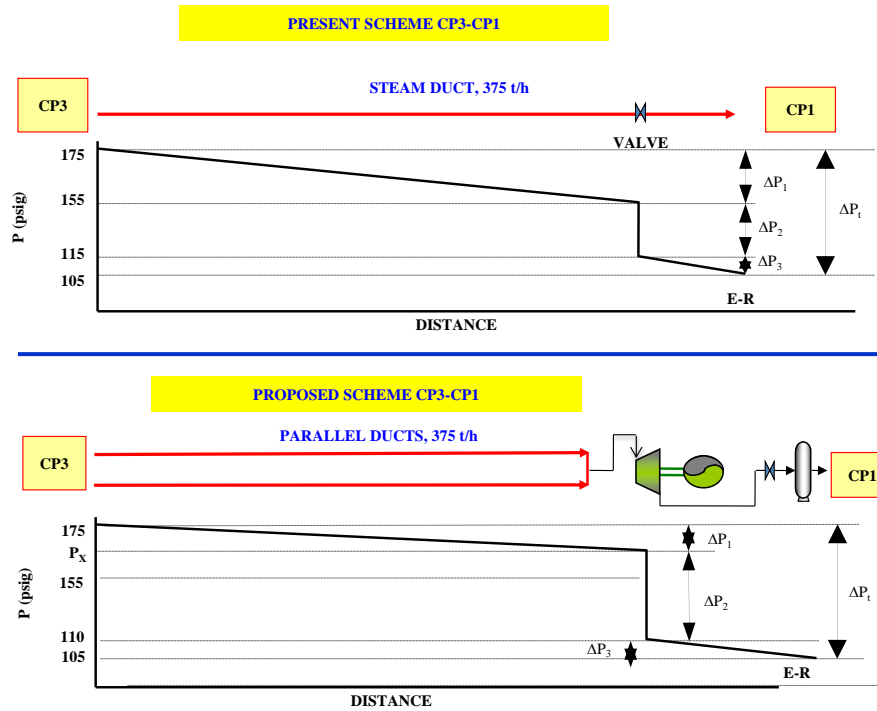 PRESENT SCHEME CP3-CP1
STEAM DUCT, 375 t/h
CP3
CP1
VALVE
175
155
115
105
P (psig)
ΔP1
ΔP2
ΔP3
ΔPt
E-R
DISTANCE
PROPOSED SCHEME CP3-CP1
PARALLEL DUCTS, 375 t/h
CP3
CP1
175
PX
155
110
105
P (psig)
ΔP1
ΔP2
ΔP3
ΔPt
E-R
DISTANCE